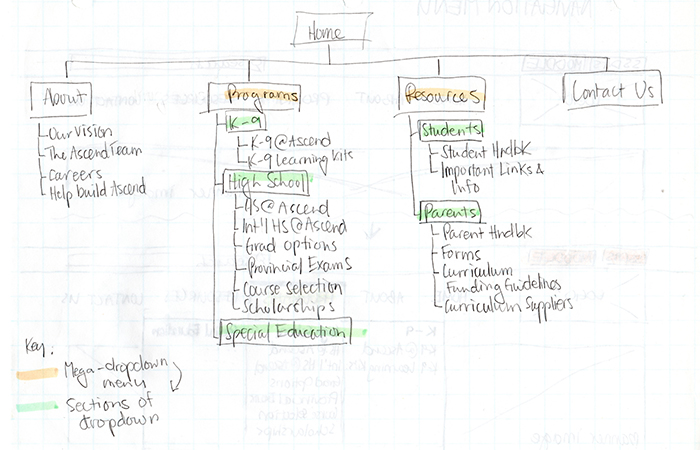 Home
About
Our Vision
The Ascend Team
Careers
Help build Ascend
Programs
K-9
K-9 @ Ascend
K-9 Learning Kits
High School
HS @ Ascend
Int'l HS @ Ascend
Grad options
Provincial Exams
Course Selection
Scholarships
Special Education
Resources
Students
Student Hndbk
Important Links &
Info
Parents
Parent Hndbk
Forms
Curriculum
Funding Guidelines
Curriculum Suppliers
Contact Us
Key:
Mega-dropdown
menu
Sections of
dropdown